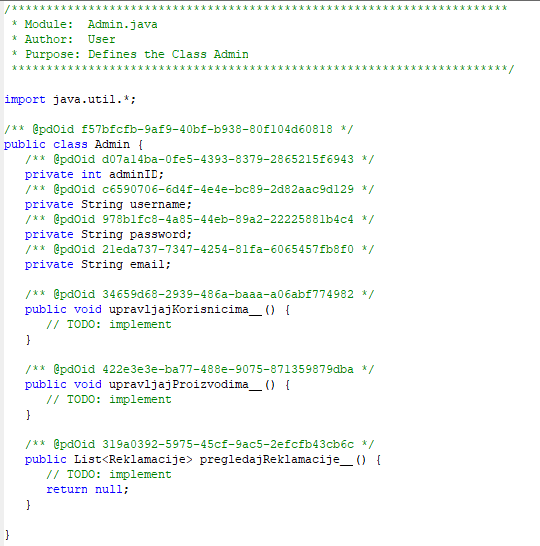 /***********************************************************************
 * Module:  Admin.java
 * Author:  User
 * Purpose: Defines the Class Admin
 ***********************************************************************/

import java.util.*;

/** @pdOid f57bfcfb-9af9-40bf-b938-80f104d60818 */
public class Admin {
   /** @pdOid d07a14ba-0fe5-4393-8379-2865215f6943 */
   private int adminID;
   /** @pdOid c6590706-6d4f-4e4e-bc89-2d82aac9d129 */
   private String username;
   /** @pdOid 978b1fc8-4a85-44eb-89a2-22225881b4c4 */
   private String password;
   /** @pdOid 21eda737-7347-4254-81fa-6065457fb8f0 */
   private String email;

   /** @pdOid 34659d68-2939-486a-baaa-a06abf774982 */
   public void upravljajKorisnicima__() {
      // TODO: implement
   }

   /** @pdOid 422e3e3e-ba77-488e-9075-871359879dba */
   public void upravljajProizvodima__() {
      // TODO: implement
   }

   /** @pdOid 319a0392-5975-45cf-9ac5-2efcfb43cb6c */
   public List<Reklamacije> pregledajReklamacije__() {
      // TODO: implement
      return null;
   }

}